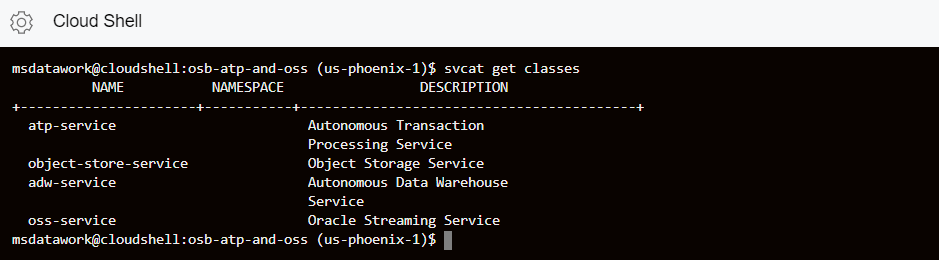 Cloud Shell
msdatawork@cloudshell:osb-atp-and-oss (us-phoenix-1)$ svcat get classes
NAME NAMESPACE DESCRIPTION
+----------------------+-----------+------------------------------------------+
atp-service Autonomous Transaction
Processing Service
object-store-service Object Storage Service
adw-service Autonomous Data Warehouse
Service
oss-service Oracle Streaming Service
msdatawork@cloudshell:osb-atp-and-oss (us-phoenix-1)$